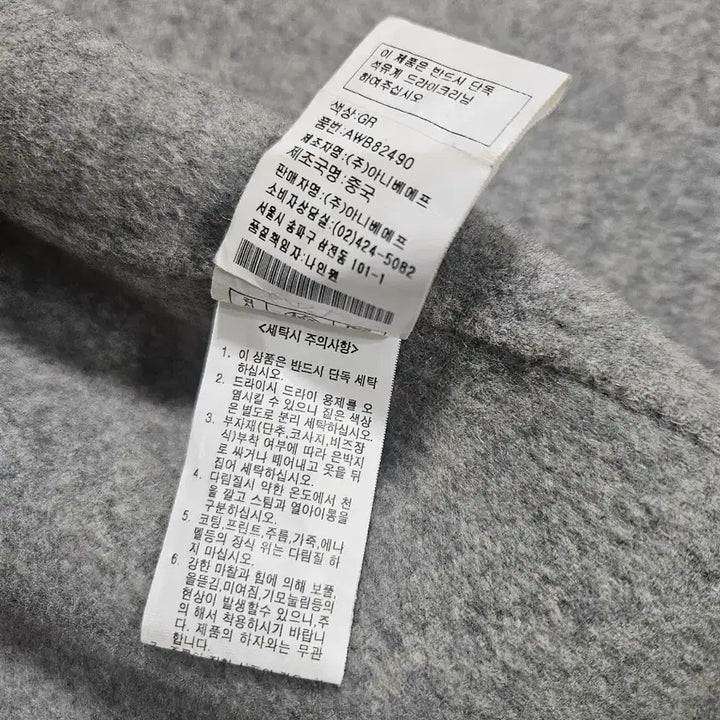 이 제품은 반드시 단독
석유계 드라이크리닝
하여주십시오
색상:GR
품번:AWB82490
제조자명:(주)아니베에프
제조국명:중국
판매자명:(주)아니베에프
소비자상담실:(02)424-5082
서울시 송파구 삼전동 101-1
품질책임자:나인원
<세탁시 주의사항>
1. 이 상품은 반드시 단독 세탁
하십시오.
2. 드라이시 드라이 용제를 오
염시킬 수 있으니 짙은 색상
은 별도로 분리 세탁하십시오.
3. 부자재(단추,코사지,비즈장
식)부착 여부에 따라 은박지
로 싸거나 떼어내고 옷을 뒤
집어 세탁하십시오.
4. 다림질시 약한 온도에서 천
을 깔고 스팀과 열아이롱을
구분하십시오.
5. 코팅,프린트,주름,가죽,에나
멜등의 장식 위는 다림질 하
지 마십시오.
6. 강한 마찰과 힘에 의해 보풀,
올뜯김,미여짐,기모눌림등의
현상이 발생할수 있으니,주
의 해서 착용하시기 바랍니
다. 제품의 하자와는 무관
합니다.